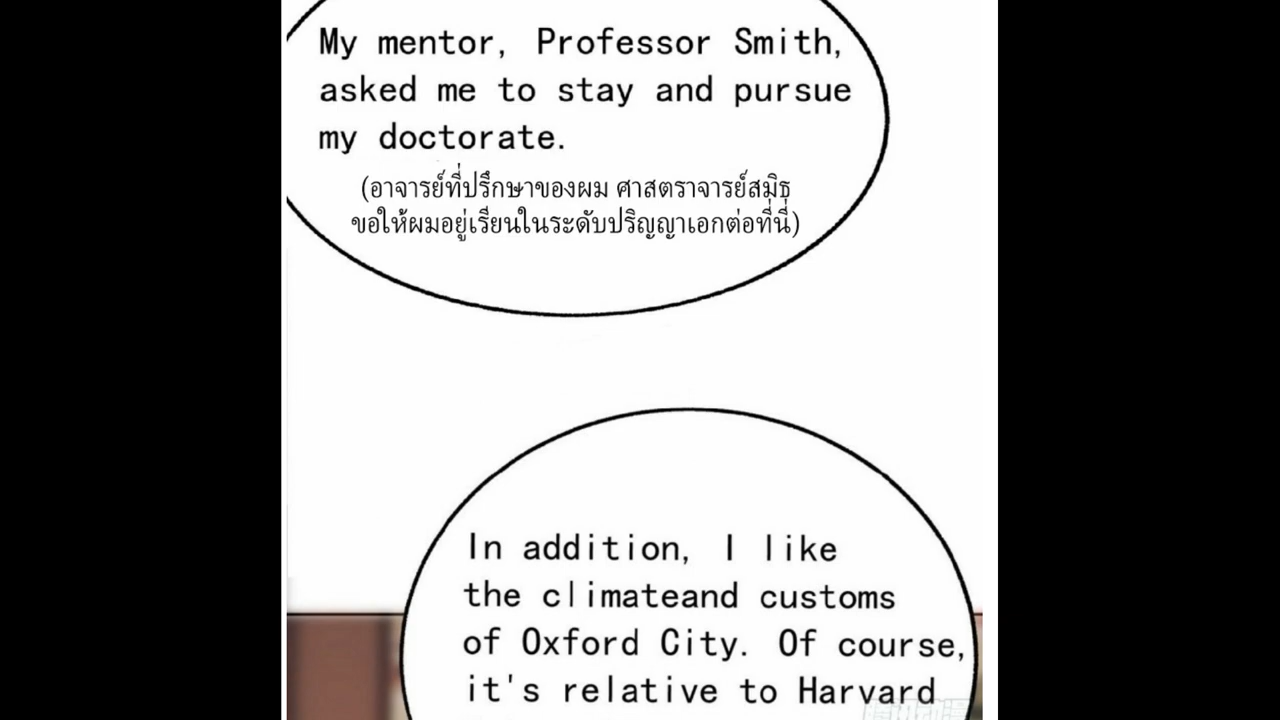 My mentor, Professor Smith,
asked me to stay and pursue
my doctorate.
(อาจารย์ที่ปรึกษาของผม ศาสตราจารย์สมิธ
ขอให้ผมอยู่เรียนในระดับปริญญาเอกต่อที่นี่)
In addition, I like
the climateand customs
of Oxford City. Of course,
it's relative to Harvard